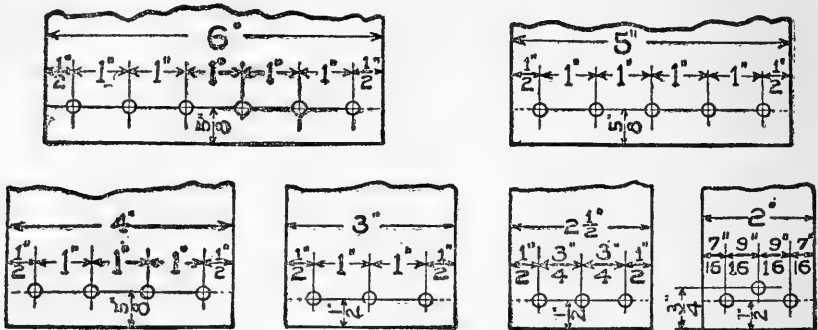 6"
1/2" 1" 1" 1" 1" 1" 1/2"
5/8"
5"
1/2" 1" 1" 1" 1" 1/2"
5/8"
4"
1/2" 1" 1" 1" 1/2"
5/8"
3"
1/2" 1" 1" 1/2"
1/2"
2 1/2"
1/2" 3/4" 3/4" 1/2"
1/2"
2"
7/16" 9/16" 9/16" 7/16"
3/4" 1/2"